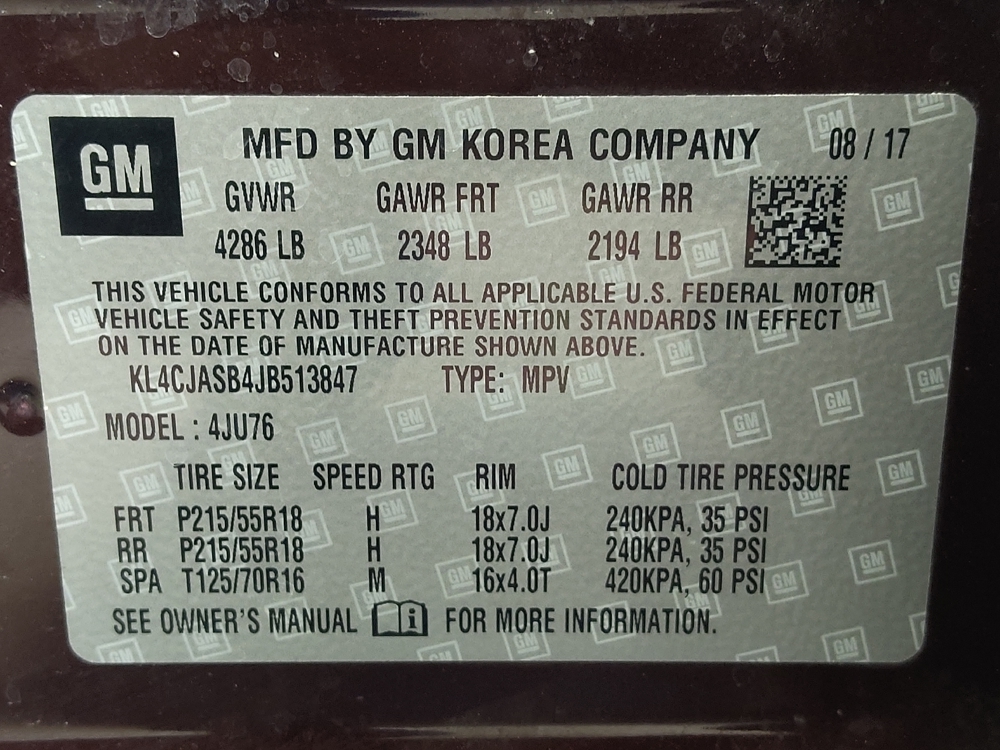 GM MFD BY GM KOREA COMPANY 08 / 17
GVWR GAWR FRT GAWR RR
4286 LB 2348 LB 2194 LB
THIS VEHICLE CONFORMS TO ALL APPLICABLE U.S. FEDERAL MOTOR
VEHICLE SAFETY AND THEFT PREVENTION STANDARDS IN EFFECT
ON THE DATE OF MANUFACTURE SHOWN ABOVE.
KL4CJASB4JB513847 TYPE: MPV
MODEL : 4JU76
TIRE SIZE SPEED RTG RIM COLD TIRE PRESSURE
FRT P215/55R18 H 18x7.0J 240KPA, 35 PSI
RR P215/55R18 H 18x7.0J 240KPA, 35 PSI
SPA T125/70R16 M 16x4.0T 420KPA, 60 PSI
SEE OWNER'S MANUAL i FOR MORE INFORMATION.